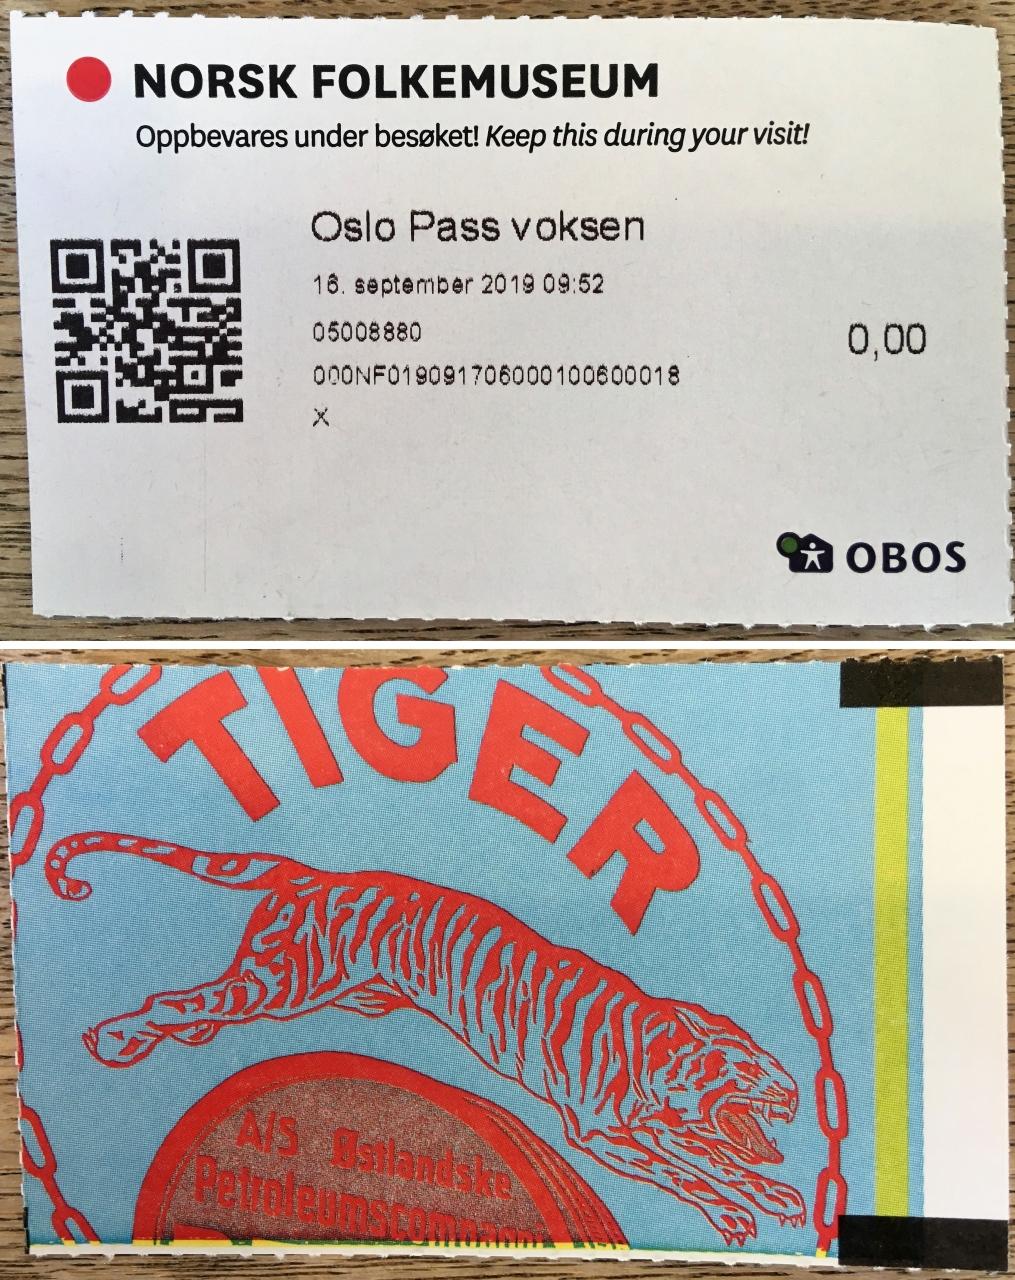 NORSK FOLKEMUSEUM
Oppbevares under besøket! Keep this during your visit!
Oslo Pass voksen
16. september 2019 09:52
05008880
0,00
000NF019091706000100600018
X
OBOS
TIGER
A/S Østlandske
Petroleumscompagni